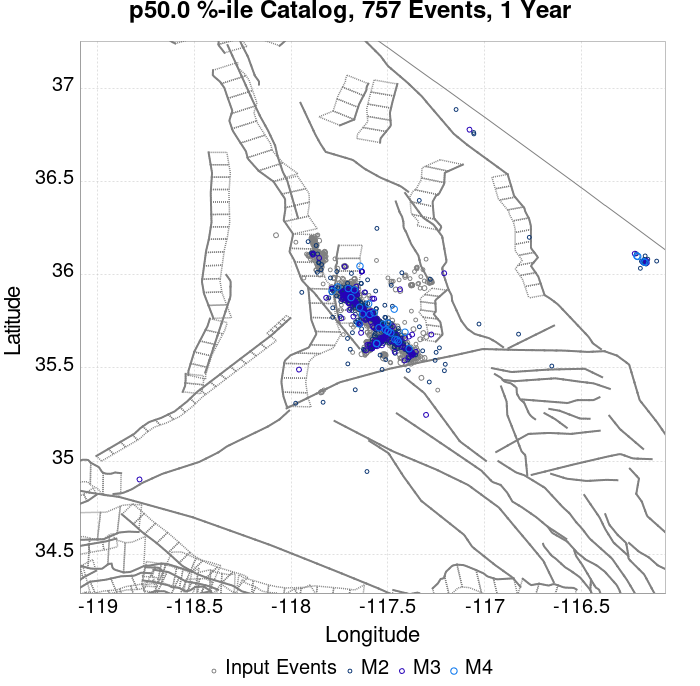 p50.0 %-ile Catalog, 757 Events, 1 Year
37
36.5
36
35.5
35
34.5
Latitude
-119 -118.5 -118 -117.5 -117 -116.5
Longitude
Input Events M2 M3 M4